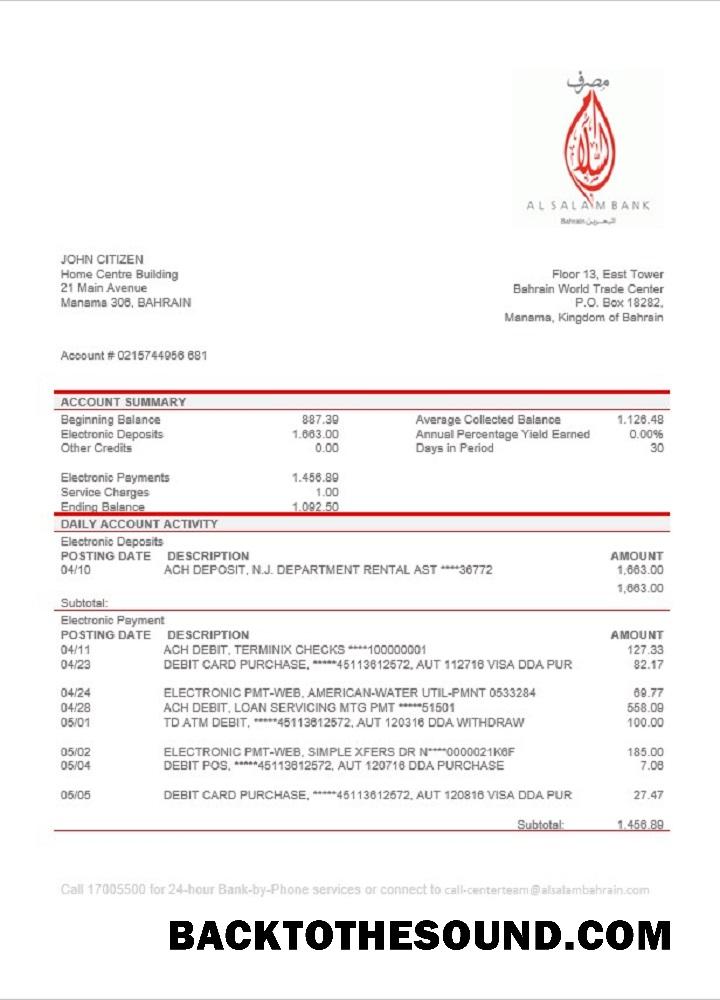 مصرف
السلام
AL SALAM BANK
Bahrain البحرين
JOHN CITIZEN
Home Centre Building
21 Main Avenue
Manama 306, BAHRAIN
Floor 13, East Tower
Bahrain World Trade Center
P.O. Box 18282,
Manama, Kingdom of Bahrain
Account # 0215744956 681
ACCOUNT SUMMARY
Beginning Balance 887.39 Average Collected Balance 1.126.48
Electronic Deposits 1.663.00 Annual Percentage Yield Earned 0.00%
Other Credits 0.00 Days in Period 30
Electronic Payments 1.456.89
Service Charges 1.00
Ending Balance 1.092.50
DAILY ACCOUNT ACTIVITY
Electronic Deposits
POSTING DATE DESCRIPTION AMOUNT
04/10 ACH DEPOSIT, N.J. DEPARTMENT RENTAL AST ****36772 1,663.00
1,663.00
Subtotal:
Electronic Payment
POSTING DATE DESCRIPTION AMOUNT
04/11 ACH DEBIT, TERMINIX CHECKS ****100000001 127.33
04/23 DEBIT CARD PURCHASE, *****45113612572, AUT 112716 VISA DDA PUR 82.17
04/24 ELECTRONIC PMT-WEB, AMERICAN-WATER UTIL-PMNT 0533284 69.77
04/28 ACH DEBIT, LOAN SERVICING MTG PMT *****51501 558.09
05/01 TD ATM DEBIT, *****45113612572, AUT 120316 DDA WITHDRAW 100.00
05/02 ELECTRONIC PMT-WEB, SIMPLE XFERS DR N****0000021K6F 185.00
05/04 DEBIT POS, *****45113612572, AUT 120716 DDA PURCHASE 7.06
05/05 DEBIT CARD PURCHASE, *****45113612572, AUT 120816 VISA DDA PUR 27.47
Subtotal: 1.456.89
Call 17005500 for 24-hour Bank-by-Phone services or connect to call-centerteam@alsalambahrain.com
BACKTOTHESOUND.COM